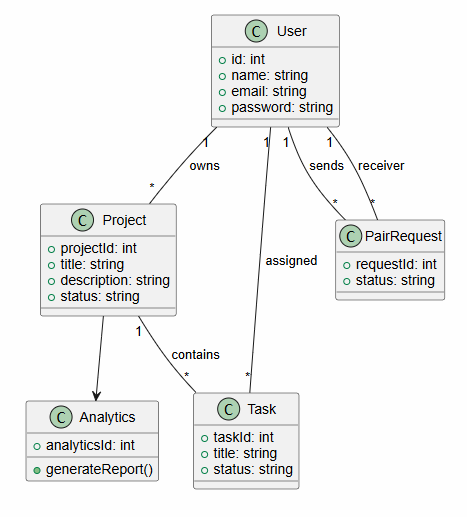 C User
id: int
name: string
email: string
password: string
1 1 1 1
owns sends receiver
* * *
C Project
projectId: int
title: string
description: string
status: string
C PairRequest
requestId: int
status: string
assigned
1
contains
* *
C Analytics
analyticsId: int
generateReport()
C Task
taskId: int
title: string
status: string